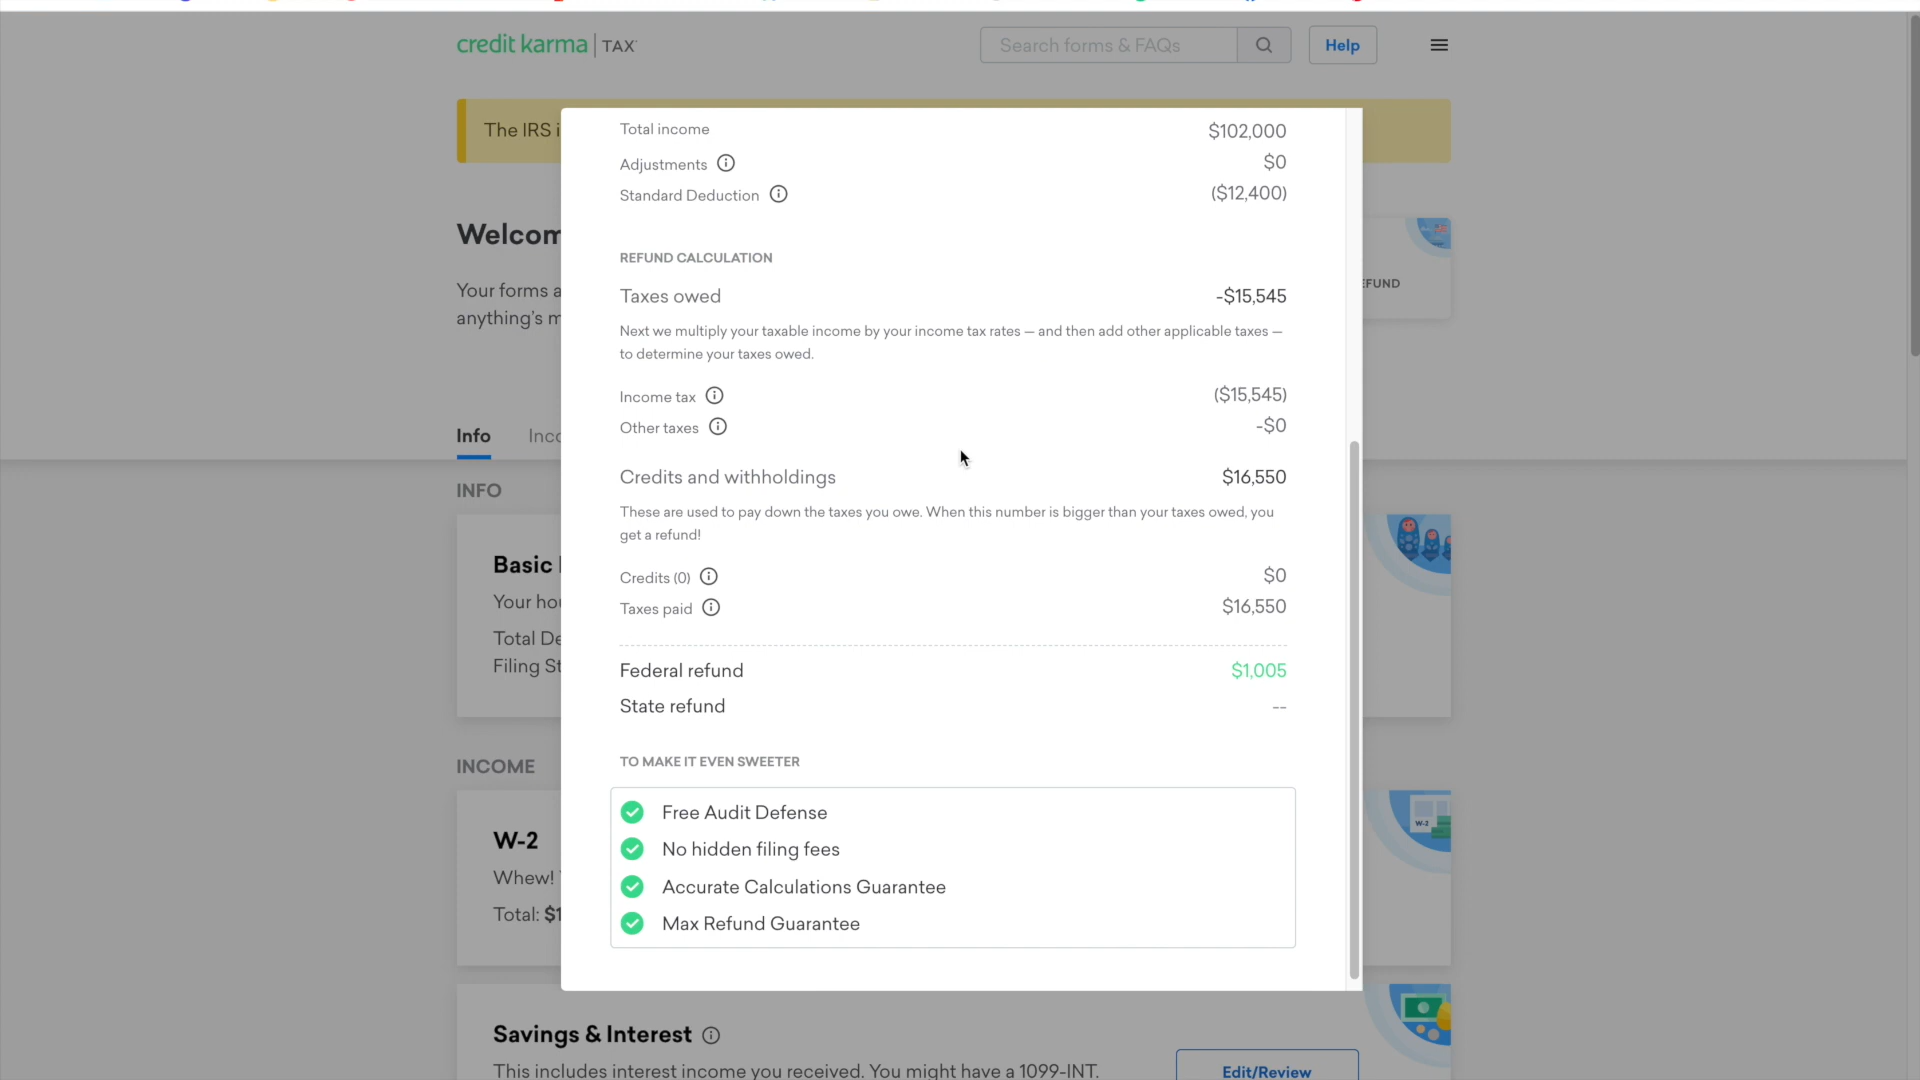 credit karma | TAX
Search forms & FAQs
Help
The IRS i
Total income $102,000
Adjustments $0
Standard Deduction ($12,400)
Welcom
REFUND CALCULATION
EFUND
Your forms a
anything's m
Taxes owed -$15,545
Next we multiply your taxable income by your income tax rates — and then add other applicable taxes —
to determine your taxes owed.
Income tax ($15,545)
Other taxes -$0
Info Inco
Credits and withholdings $16,550
These are used to pay down the taxes you owe. When this number is bigger than your taxes owed, you
get a refund!
Credits (0) $0
Taxes paid $16,550
Federal refund $1,005
State refund --
TO MAKE IT EVEN SWEETER
Free Audit Defense
No hidden filing fees
Accurate Calculations Guarantee
Max Refund Guarantee
INFO
Basic
Your hou
Total De
Filing St
INCOME
W-2
Whew!
Total: $1
W-2
Savings & Interest
This includes interest income you received. You might have a 1099-INT.
Edit/Review